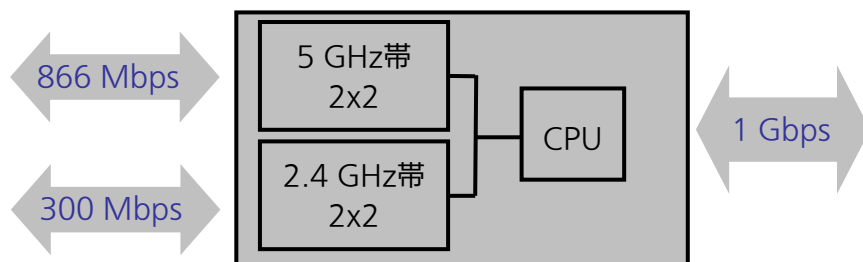 866 Mbps
5 GHz帯
2x2
300 Mbps
2.4 GHz帯
2x2
CPU
1 Gbps